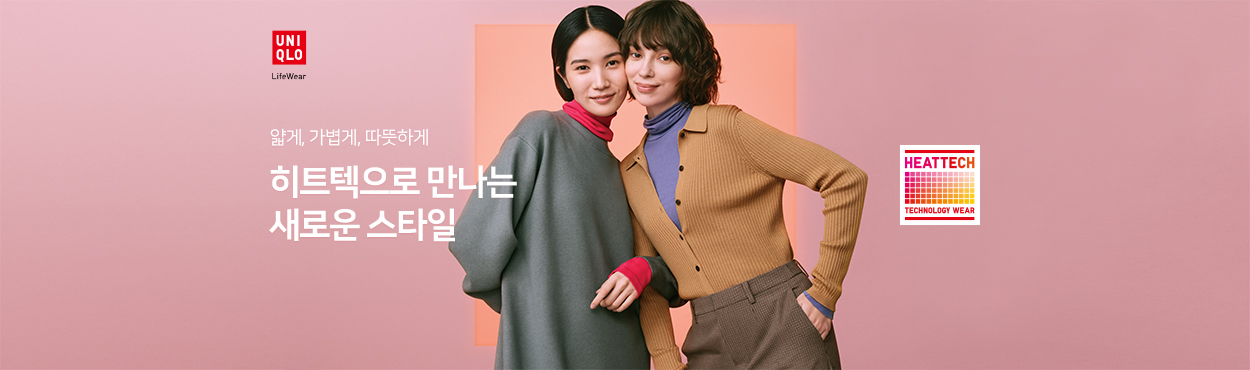 UNI
QLO
LifeWear
얇게, 가볍게, 따뜻하게
히트텍으로 만나는
새로운 스타일
HEATTECH
TECHNOLOGY WEAR